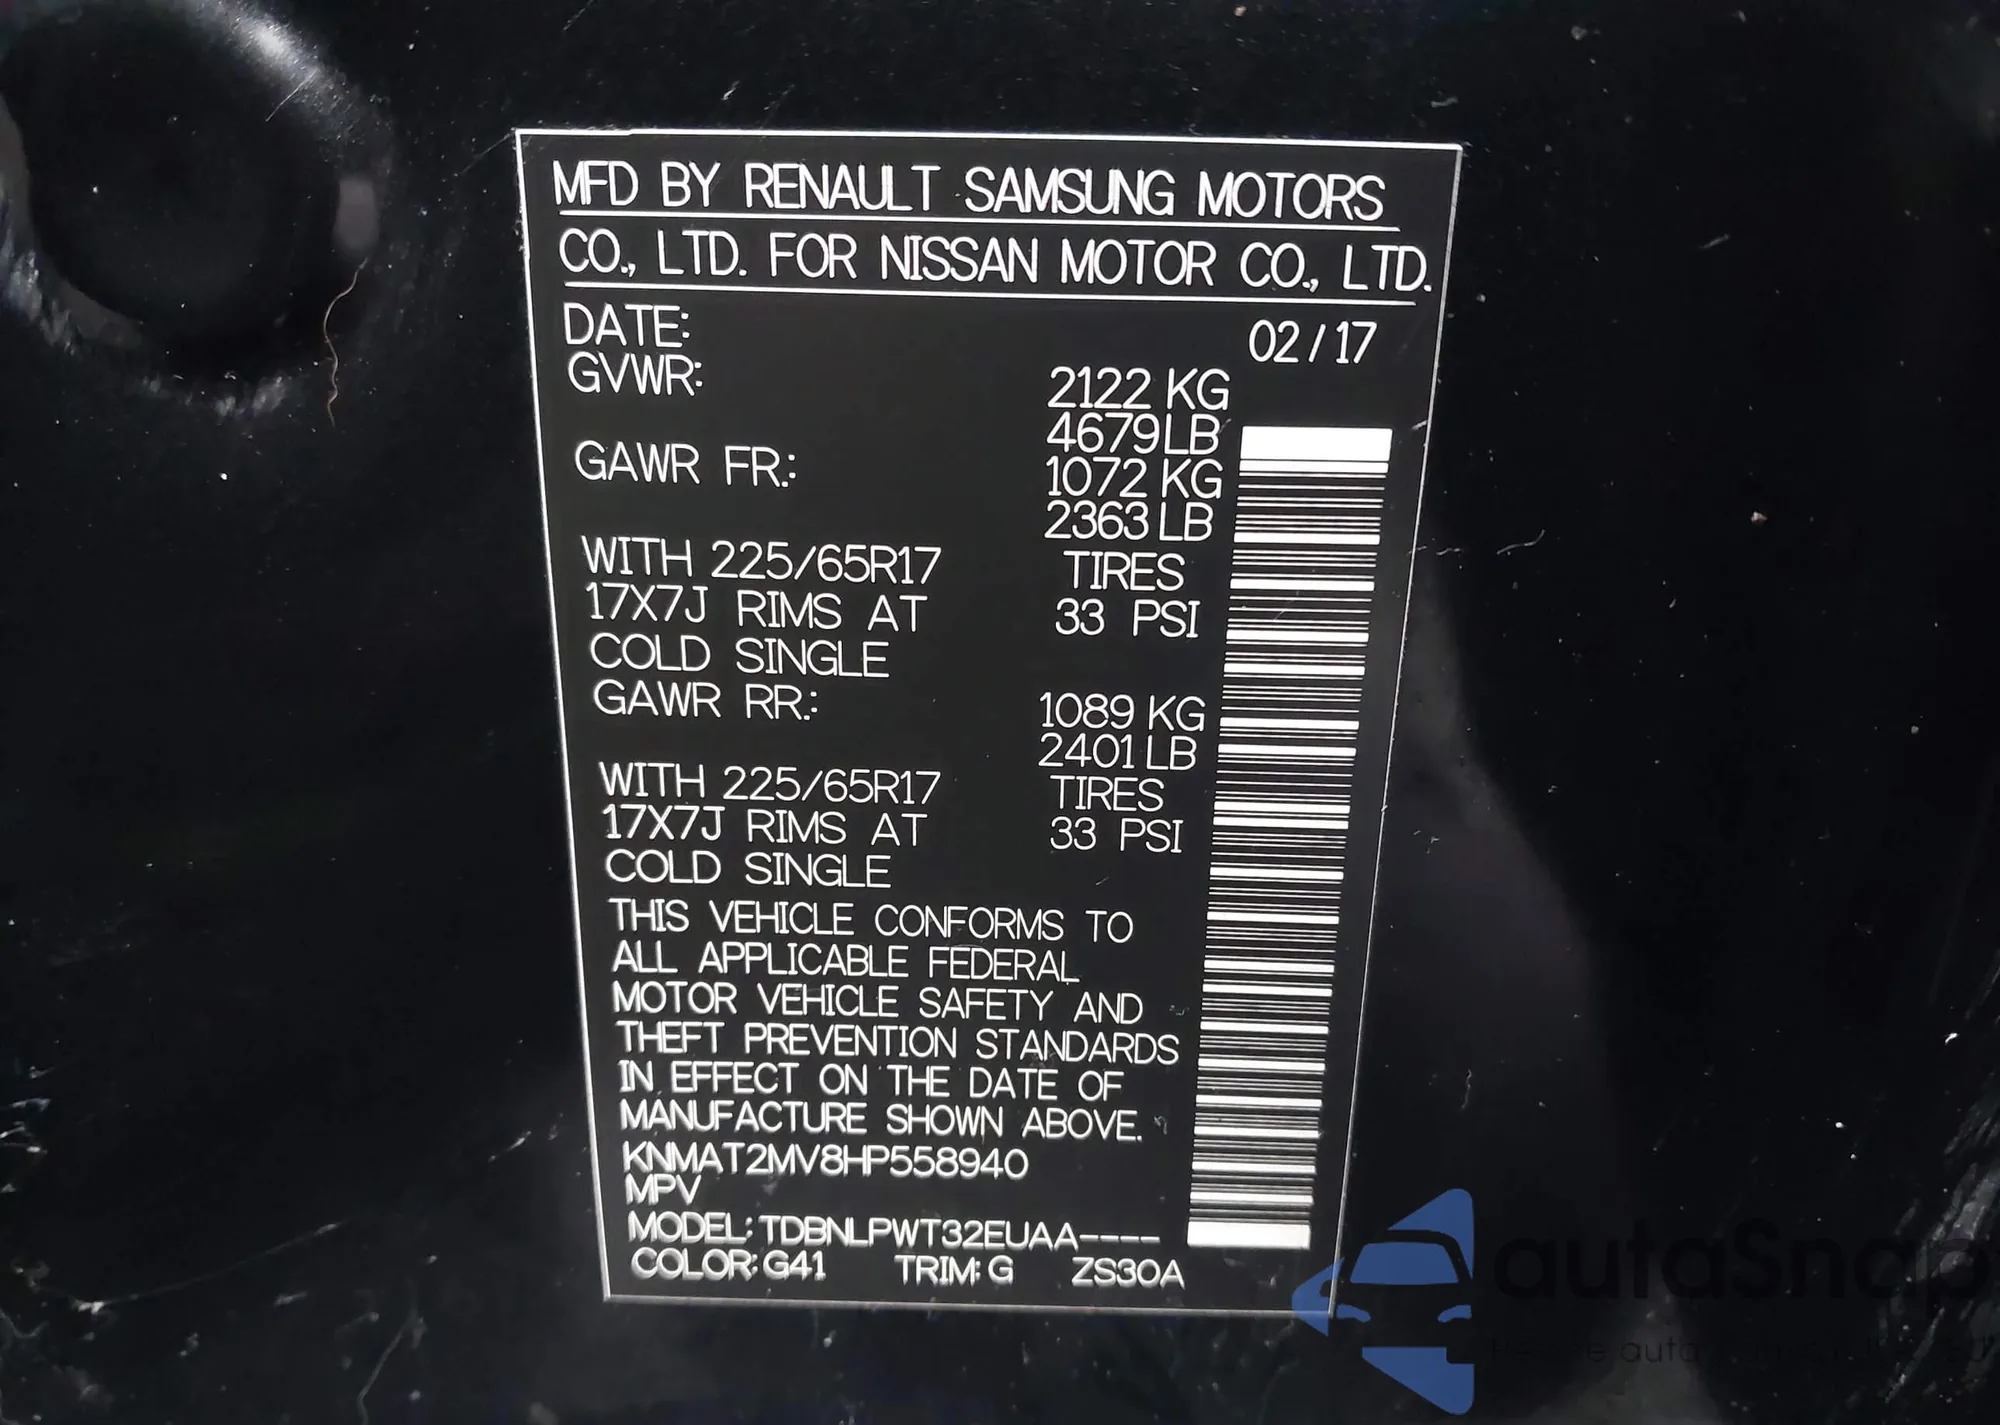 MFD BY RENAULT SAMSUNG MOTORS
CO., LTD. FOR NISSAN MOTOR CO., LTD.
DATE: 02/17
GVWR: 2122 KG
4679 LB
GAWR FR.: 1072 KG
2363 LB
WITH 225/65R17 TIRES
17X7J RIMS AT 33 PSI
COLD SINGLE
GAWR RR.: 1089 KG
2401 LB
WITH 225/65R17 TIRES
17X7J RIMS AT 33 PSI
COLD SINGLE
THIS VEHICLE CONFORMS TO
ALL APPLICABLE FEDERAL
MOTOR VEHICLE SAFETY AND
THEFT PREVENTION STANDARDS
IN EFFECT ON THE DATE OF
MANUFACTURE SHOWN ABOVE.
KNMAT2MV8HP558940
MPV
MODEL: TDBNLPWT32EUAA----
COLOR: G41 TRIM: G ZS30A
autaSnap
auta